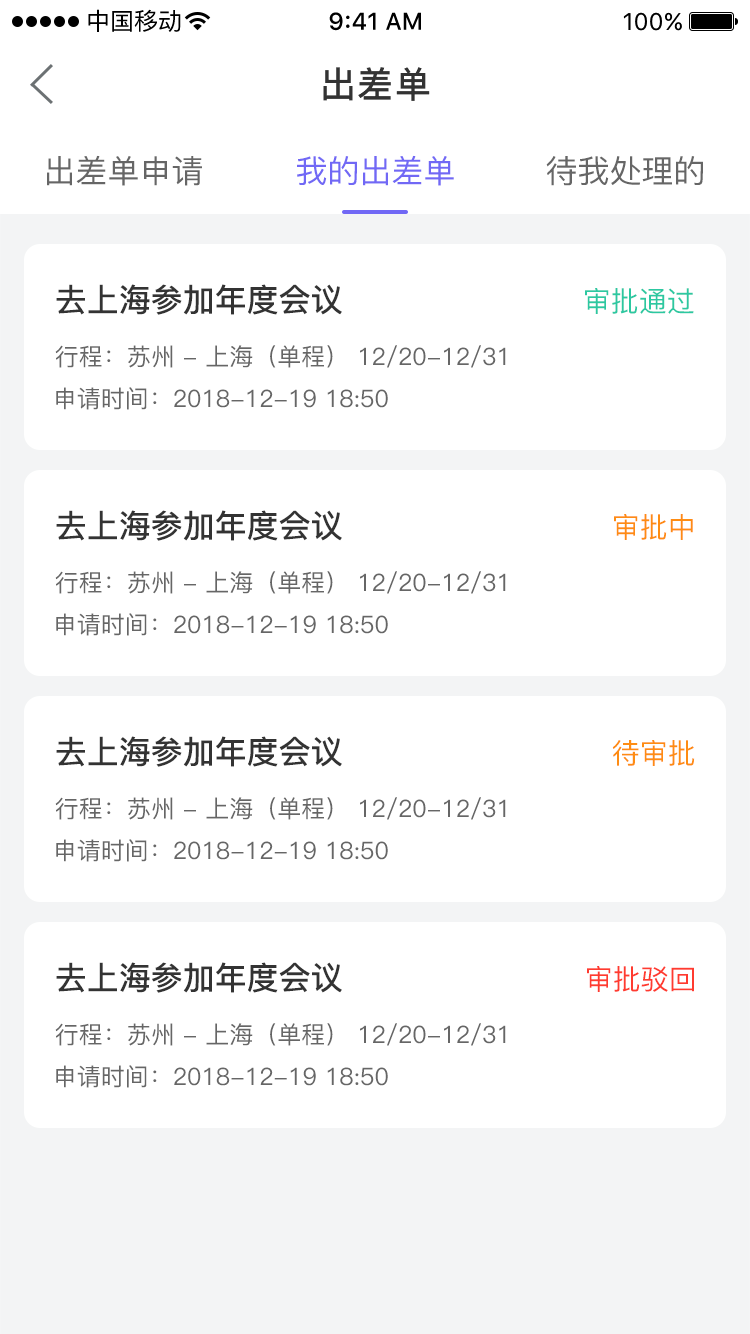 中国移动 9:41 AM 100%
出差单
出差单申请 我的出差单 待我处理的
去上海参加年度会议 审批通过
行程：苏州 – 上海（单程） 12/20–12/31
申请时间：2018–12–19 18:50
去上海参加年度会议 审批中
行程：苏州 – 上海（单程） 12/20–12/31
申请时间：2018–12–19 18:50
去上海参加年度会议 待审批
行程：苏州 – 上海（单程） 12/20–12/31
申请时间：2018–12–19 18:50
去上海参加年度会议 审批驳回
行程：苏州 – 上海（单程） 12/20–12/31
申请时间：2018–12–19 18:50